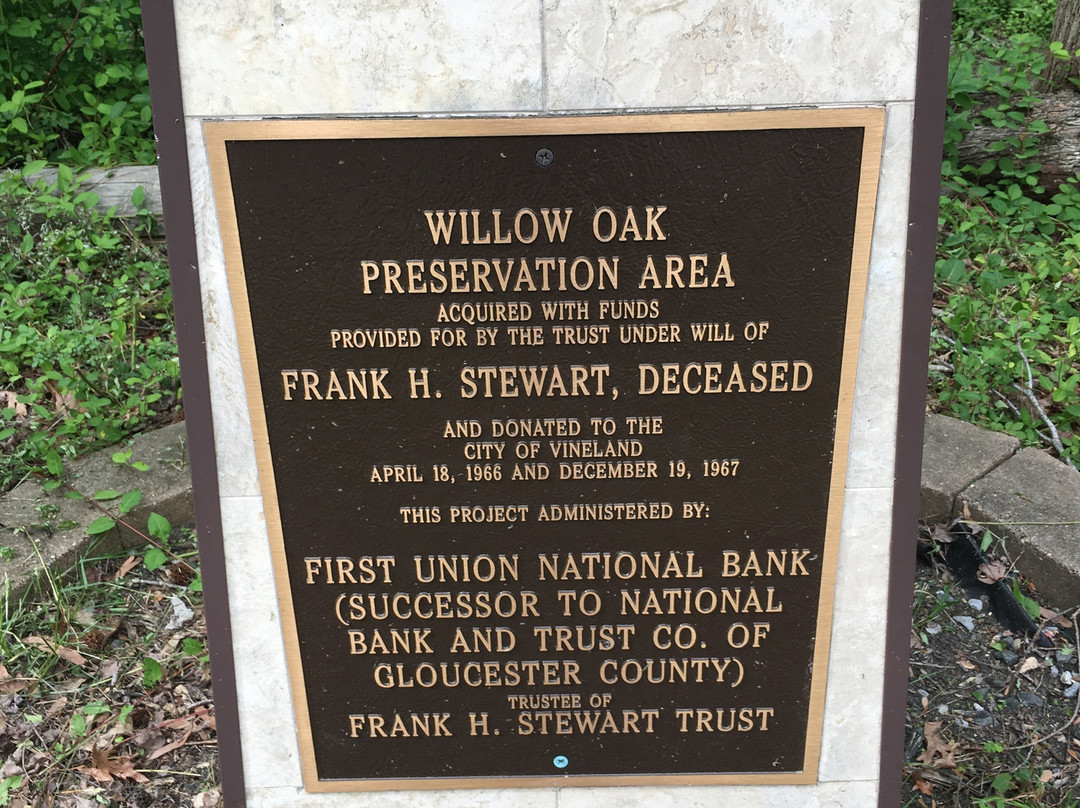 WILLOW OAK
PRESERVATION AREA
ACQUIRED WITH FUNDS
PROVIDED FOR BY THE TRUST UNDER WILL OF
FRANK H. STEWART, DECEASED
AND DONATED TO THE
CITY OF VINELAND
APRIL 18, 1966 AND DECEMBER 19, 1967
THIS PROJECT ADMINISTERED BY:
FIRST UNION NATIONAL BANK
(SUCCESSOR TO NATIONAL
BANK AND TRUST CO. OF
GLOUCESTER COUNTY)
TRUSTEE OF
FRANK H. STEWART TRUST